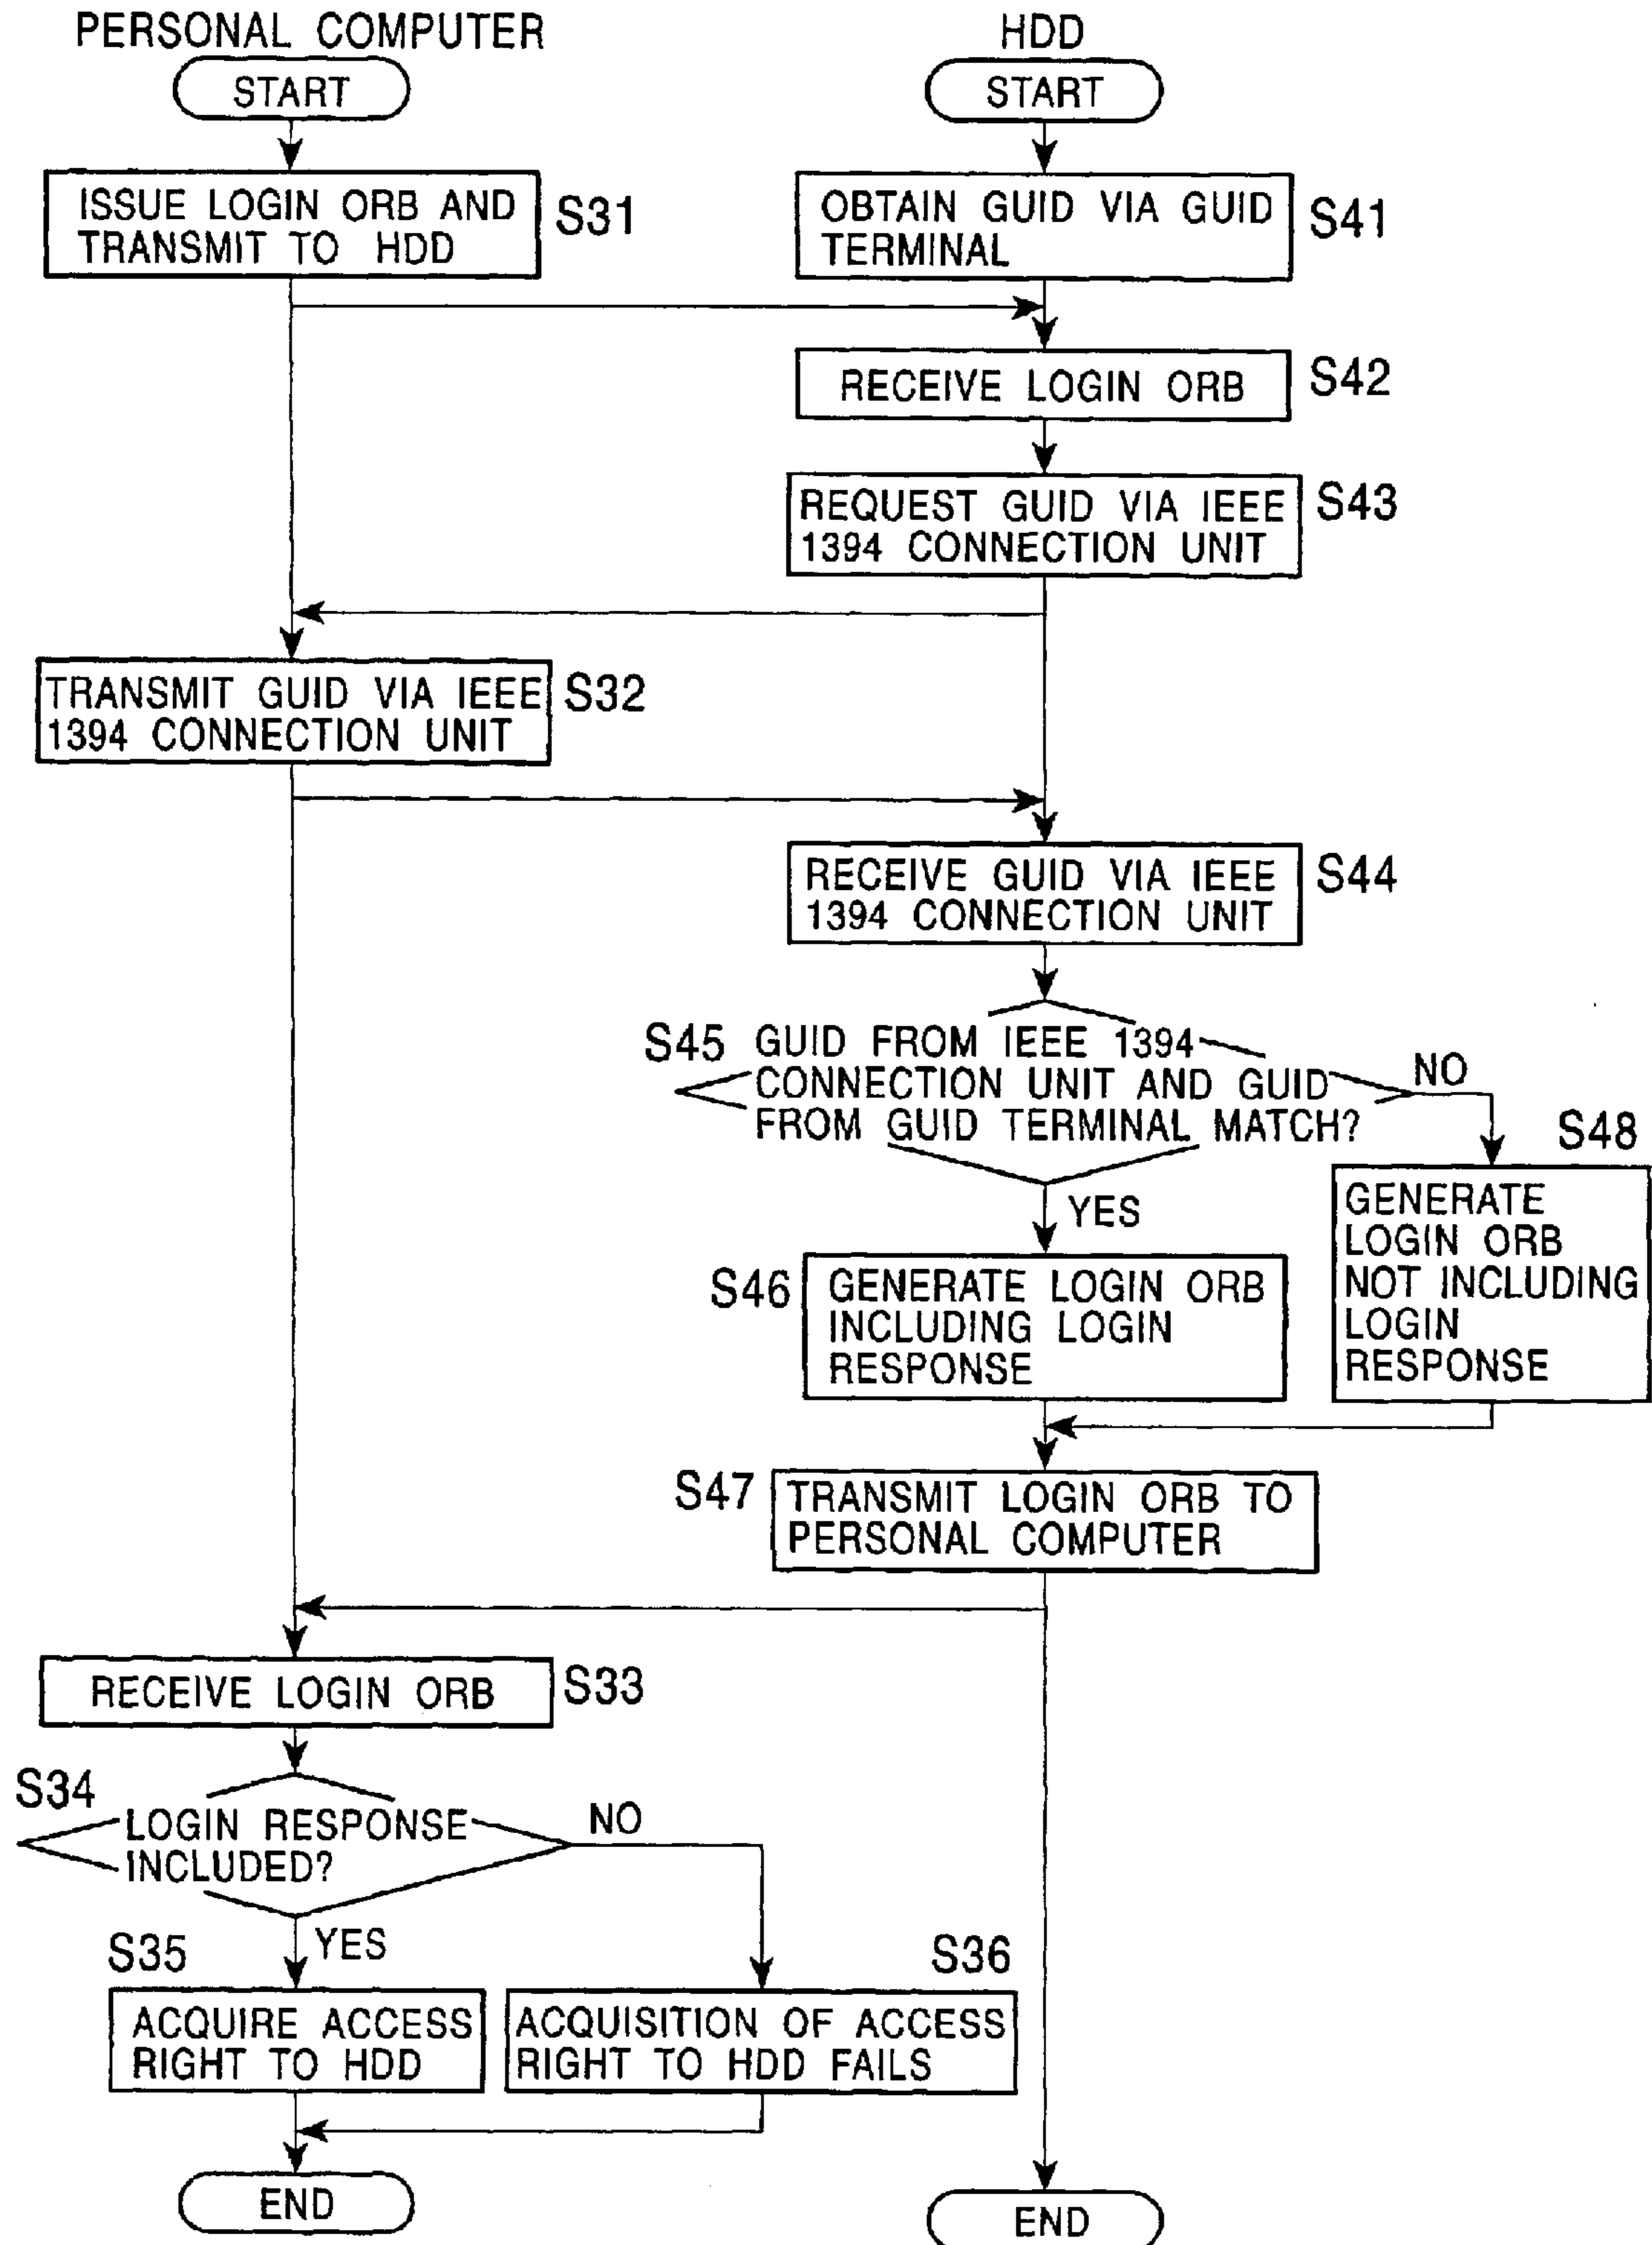 PERSONAL COMPUTER
HDD
START
START
ISSUE LOGIN ORB AND
TRANSMIT TO HDD
S31
OBTAIN GUID VIA GUID
TERMINAL
S41
RECEIVE LOGIN ORB
S42
REQUEST GUID VIA IEEE
1394 CONNECTION UNIT
S43
TRANSMIT GUID VIA IEEE
1394 CONNECTION UNIT
S32
RECEIVE GUID VIA IEEE
1394 CONNECTION UNIT
S44
S45
GUID FROM IEEE 1394
CONNECTION UNIT AND GUID
FROM GUID TERMINAL MATCH?
NO
S48
YES
GENERATE
LOGIN ORB
NOT INCLUDING
LOGIN
RESPONSE
S46
GENERATE LOGIN ORB
INCLUDING LOGIN
RESPONSE
S47
TRANSMIT LOGIN ORB TO
PERSONAL COMPUTER
RECEIVE LOGIN ORB
S33
S34
LOGIN RESPONSE
INCLUDED?
NO
YES
S35
S36
ACQUIRE ACCESS
RIGHT TO HDD
ACQUISITION OF ACCESS
RIGHT TO HDD FAILS
END
END